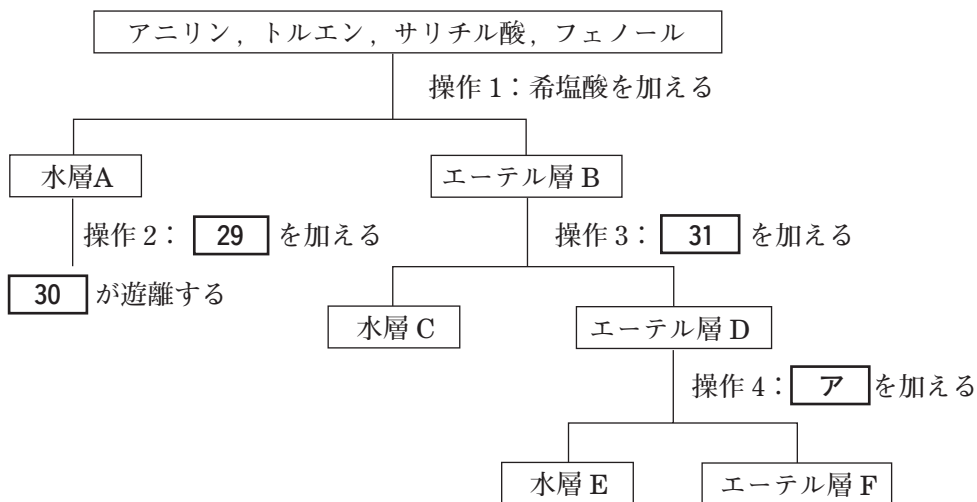 アニリン，トルエン，サリチル酸，フェノール
操作 1：希塩酸を加える
水層A
エーテル層 B
操作 2： 29 を加える
操作 3： 31 を加える
30 が遊離する
水層 C
エーテル層 D
操作 4： ア を加える
水層 E
エーテル層 F